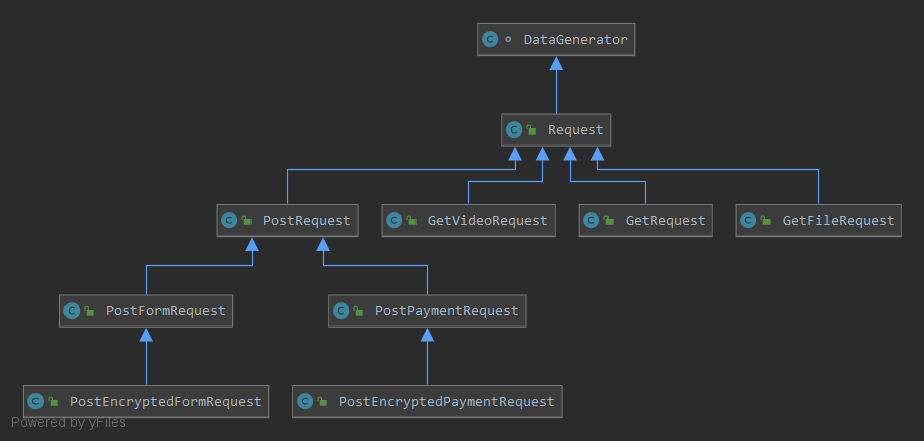 DataGenerator
Request
PostRequest
GetVideoRequest
GetRequest
GetFileRequest
PostFormRequest
PostPaymentRequest
PostEncryptedFormRequest
PostEncryptedPaymentRequest
Powered by yFiles